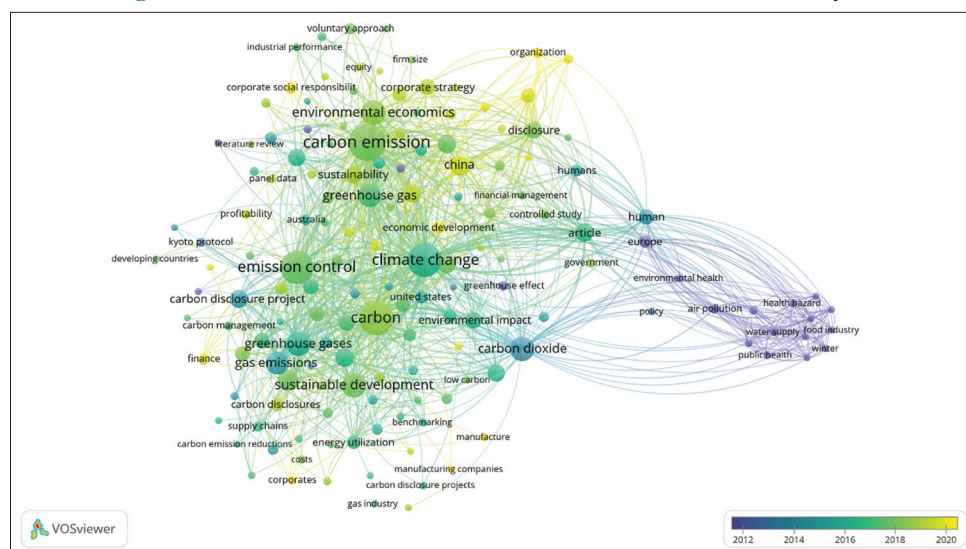 voluntary approach
industrial performance
firm size
equity
organization
corporate social responsibilit
corporate strategy
environmental economics
disclosure
carbon emission
literature review
china
sustainability
humans
panel data
greenhouse gas
financial management
profitability
controlled study
human
australia
economic development
article
kyoto protocol
europe
developing countries
climate change
government
emission control
environmental health
greenhouse effect
carbon disclosure project
united states
health hazard
policy
air pollution
carbon
environmental impact
carbon management
water supply
food industry
greenhouse gases
carbon dioxide
winter
public health
finance
gas emissions
sustainable development
low carbon
carbon disclosures
supply chains
benchmarking
carbon emission reductions
energy utilization
manufacture
costs
manufacturing companies
corporates
carbon disclosure projects
gas industry
VOSviewer
2012 2014 2016 2018 2020